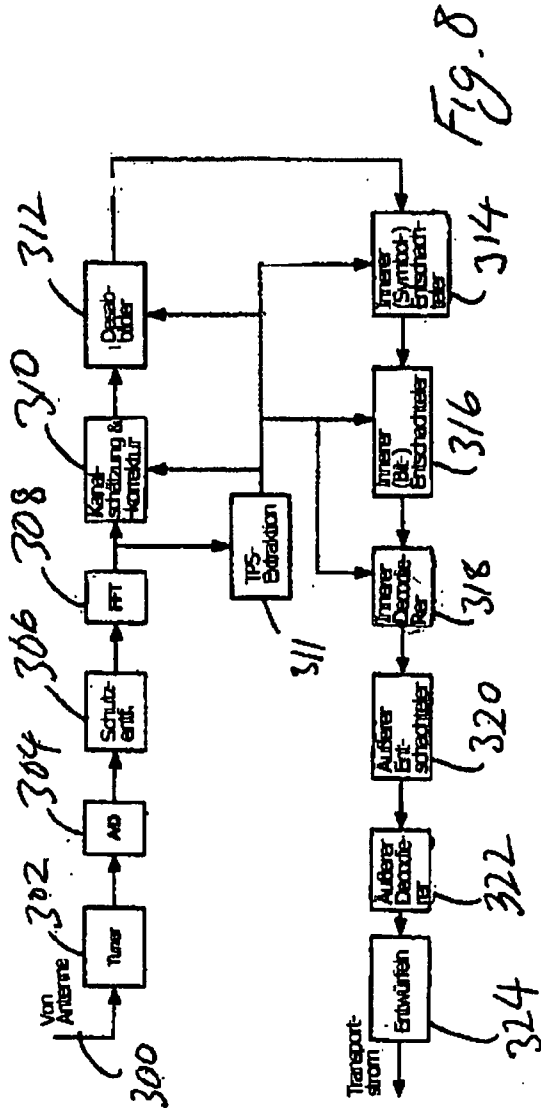 Von
Antenne
300
302
Tuner
304
A/D
306
Schutz-
entf.
308
FFT
310
Kanal-
schätzung &
-korrektur
312
Desab-
bilder
TPS-
Extraktion
311
Innerer
(Symbol-)
Entschach-
teler
314
Innerer
(Bit-)
Entschachteler
316
Innerer
Decodie-
Rer
318
Äußerer
Ent-
schachteler
320
Äußerer
Decodie-
rer
322
Entwürfeln
324
Transport-
strom
Fig. 8